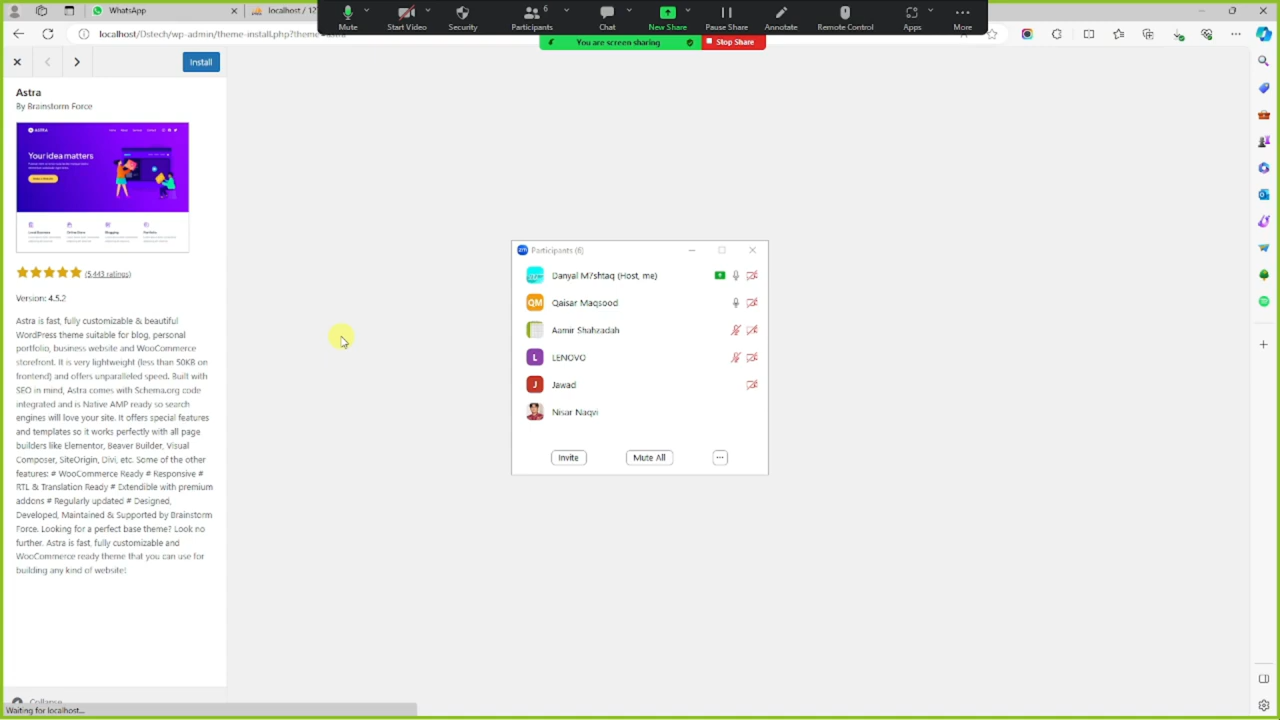 WhatsApp
localhost / 12
Mute
Start Video
Security
Participants
6
Chat
New Share
Pause Share
Annotate
Remote Control
Apps
More
localhost/Dstech/wp-admin/theme-install.php?theme
You are screen sharing
Stop Share
Install
Astra
By Brainstorm Force
ASTRA
Your idea matters
Local Business
Online Store
Blogging
Portfolio
(5,443 ratings)
Version: 4.5.2
Astra is fast, fully customizable & beautiful
WordPress theme suitable for blog, personal
portfolio, business website and WooCommerce
storefront. It is very lightweight (less than 50KB on
frontend) and offers unparalleled speed. Built with
SEO in mind, Astra comes with Schema.org code
integrated and is Native AMP ready so search
engines will love your site. It offers special features
and templates so it works perfectly with all page
builders like Elementor, Beaver Builder, Visual
Composer, SiteOrigin, Divi, etc. Some of the other
features: # WooCommerce Ready # Responsive #
RTL & Translation Ready # Extendible with premium
addons # Regularly updated # Designed,
Developed, Maintained & Supported by Brainstorm
Force. Looking for a perfect base theme? Look no
further. Astra is fast, fully customizable and
WooCommerce ready theme that you can use for
building any kind of website!
Collapse
Waiting for localhost...
zm Participants (6)
Danyal M?shtaq (Host, me)
QM Qaisar Maqsood
Aamir Shahzadah
L LENOVO
J Jawad
Nisar Naqvi
Invite
Mute All